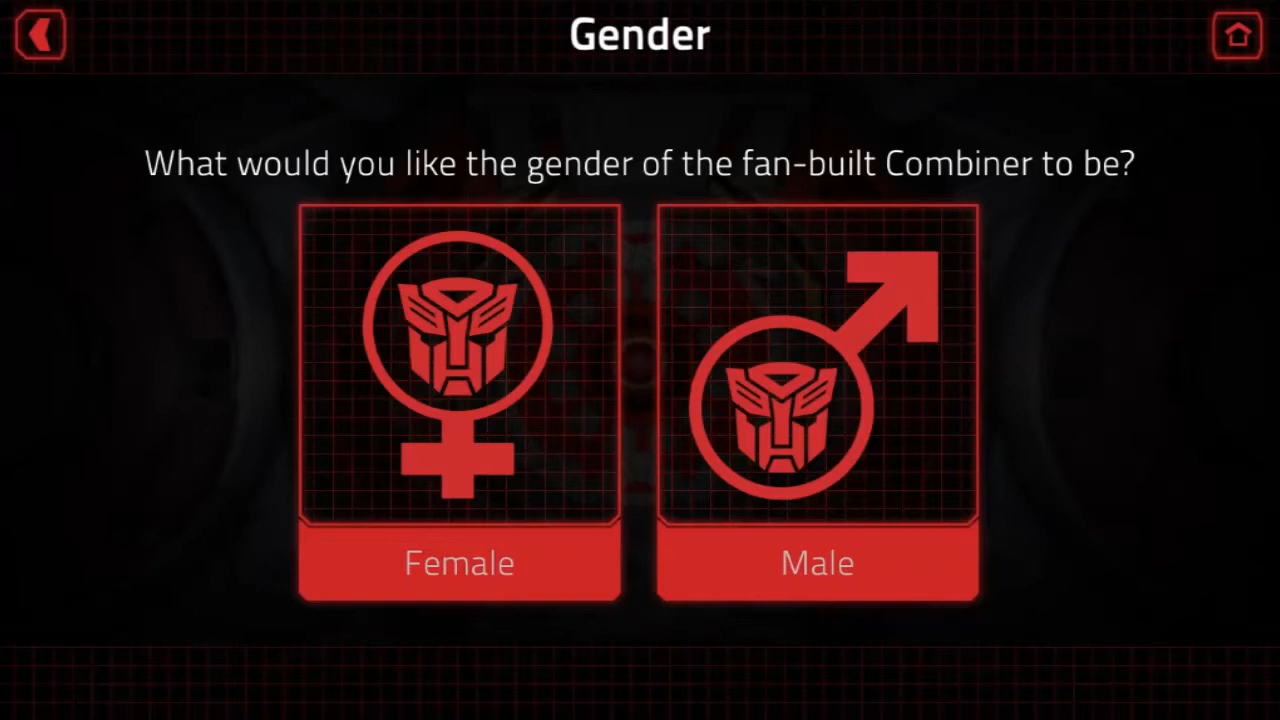 Gender
What would you like the gender of the fan-built Combiner to be?
Female
Male